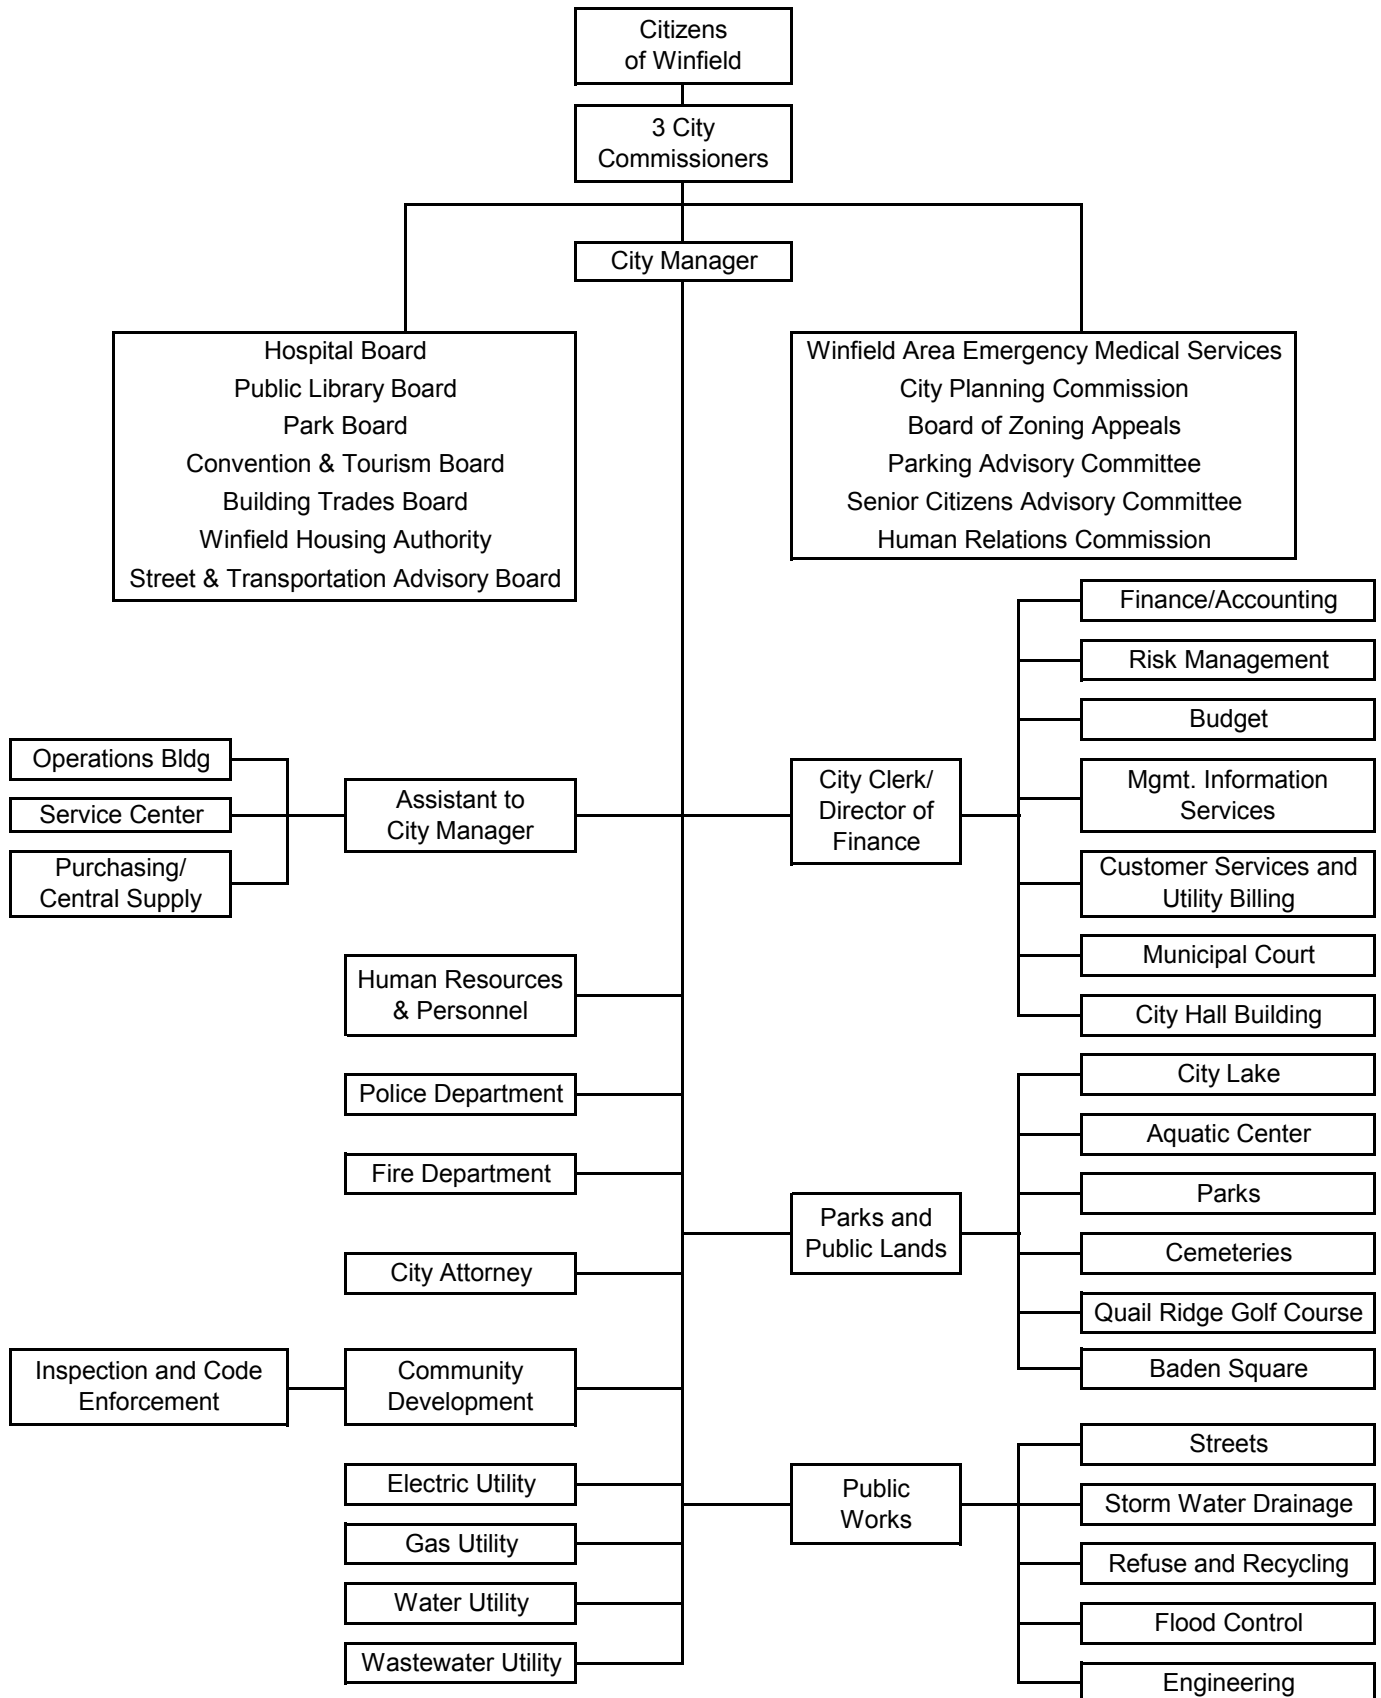 Citizens
of Winfield
3 City
Commissioners
City Manager
Hospital Board
Public Library Board
Park Board
Convention & Tourism Board
Building Trades Board
Winfield Housing Authority
Street & Transportation Advisory Board
Winfield Area Emergency Medical Services
City Planning Commission
Board of Zoning Appeals
Parking Advisory Committee
Senior Citizens Advisory Committee
Human Relations Commission
Operations Bldg
Service Center
Purchasing/
Central Supply
Assistant to
City Manager
City Clerk/
Director of
Finance
Finance/Accounting
Risk Management
Budget
Mgmt. Information
Services
Customer Services and
Utility Billing
Municipal Court
City Hall Building
Human Resources
& Personnel
Police Department
Fire Department
City Attorney
Inspection and Code
Enforcement
Community
Development
Electric Utility
Gas Utility
Water Utility
Wastewater Utility
Parks and
Public Lands
City Lake
Aquatic Center
Parks
Cemeteries
Quail Ridge Golf Course
Baden Square
Public
Works
Streets
Storm Water Drainage
Refuse and Recycling
Flood Control
Engineering